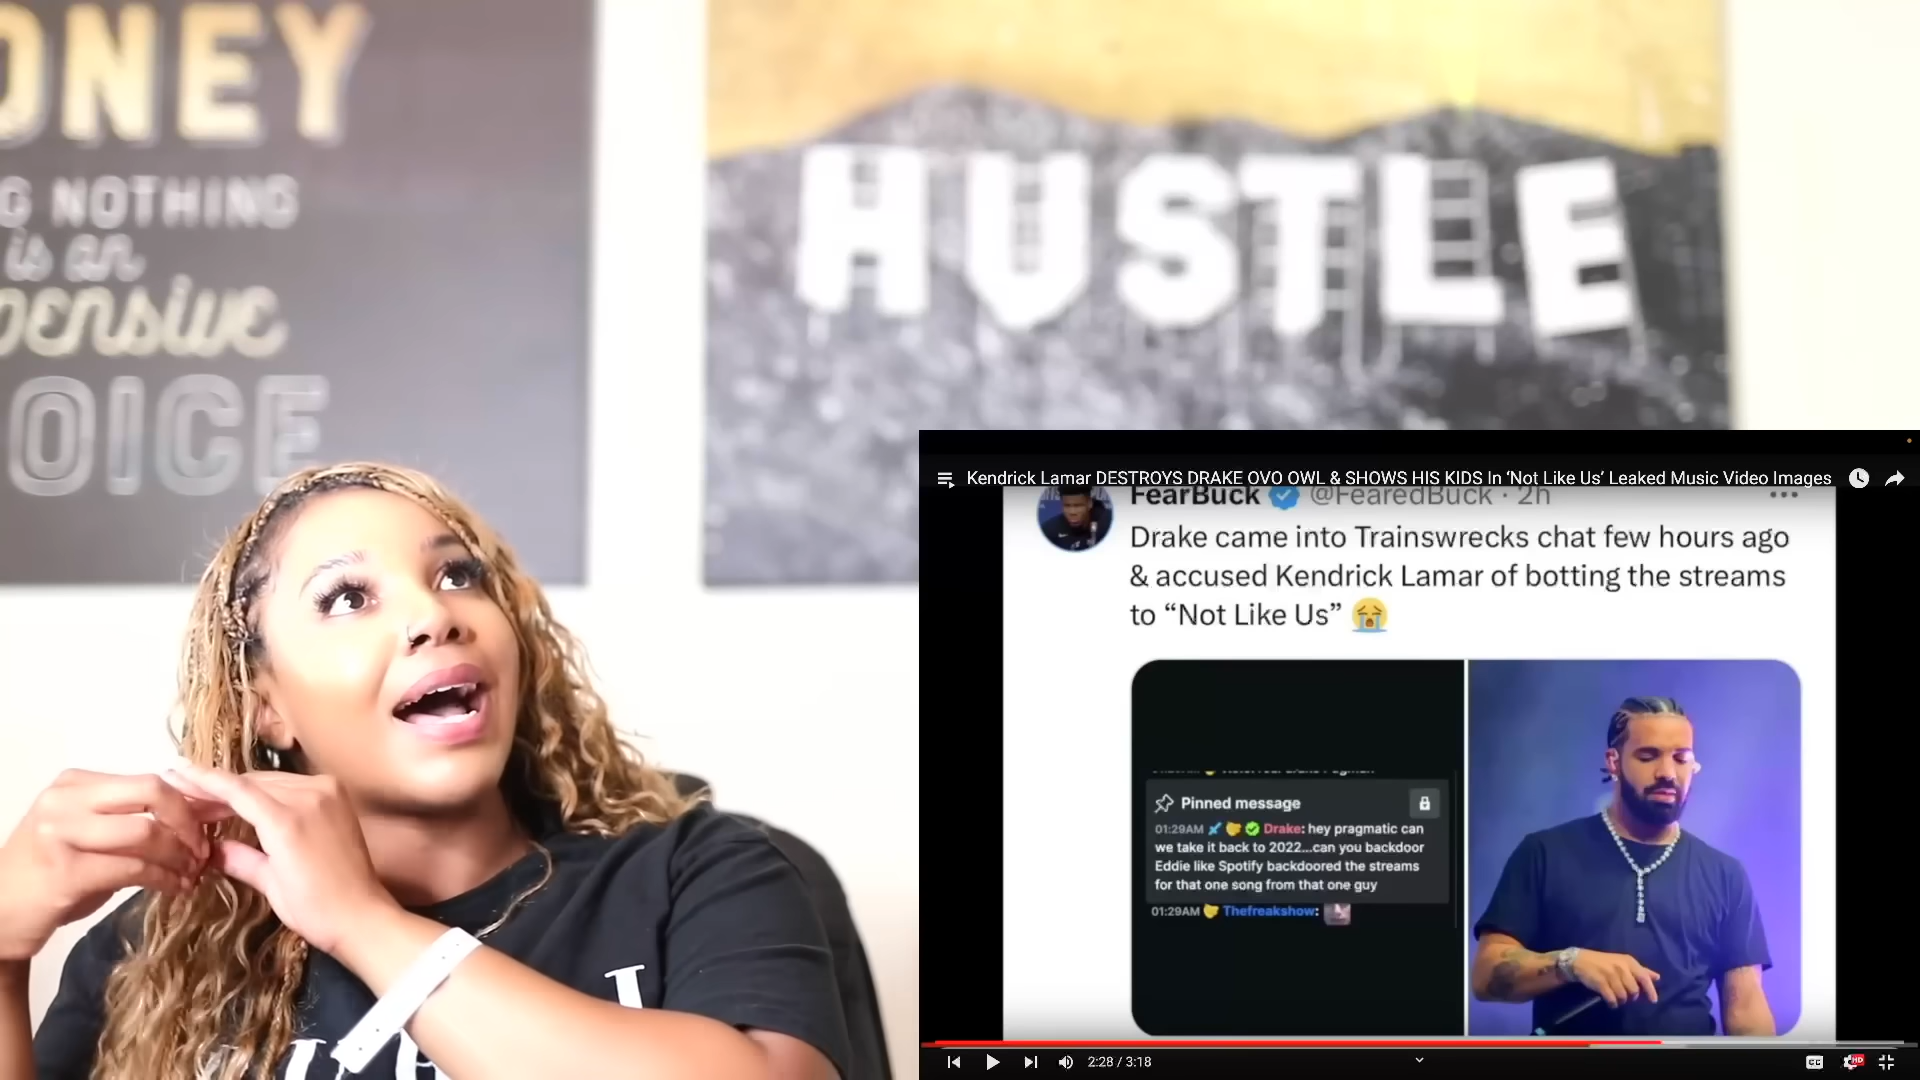 ONEY
G NOTHING
is an
pensive
OICE
HUSTLE
Kendrick Lamar DESTROYS DRAKE OVO OWL & SHOWS HIS KIDS In ‘Not Like Us’ Leaked Music Video Images
FearBuck @FearedBuck · 2h
Drake came into Trainswrecks chat few hours ago
& accused Kendrick Lamar of botting the streams
to “Not Like Us” 😭
Pinned message
01:29AM Drake: hey pragmatic can
we take it back to 2022...can you backdoor
Eddie like Spotify backdoored the streams
for that one song from that one guy
01:29AM Thefreakshow:
2:28 / 3:18
CC
HD